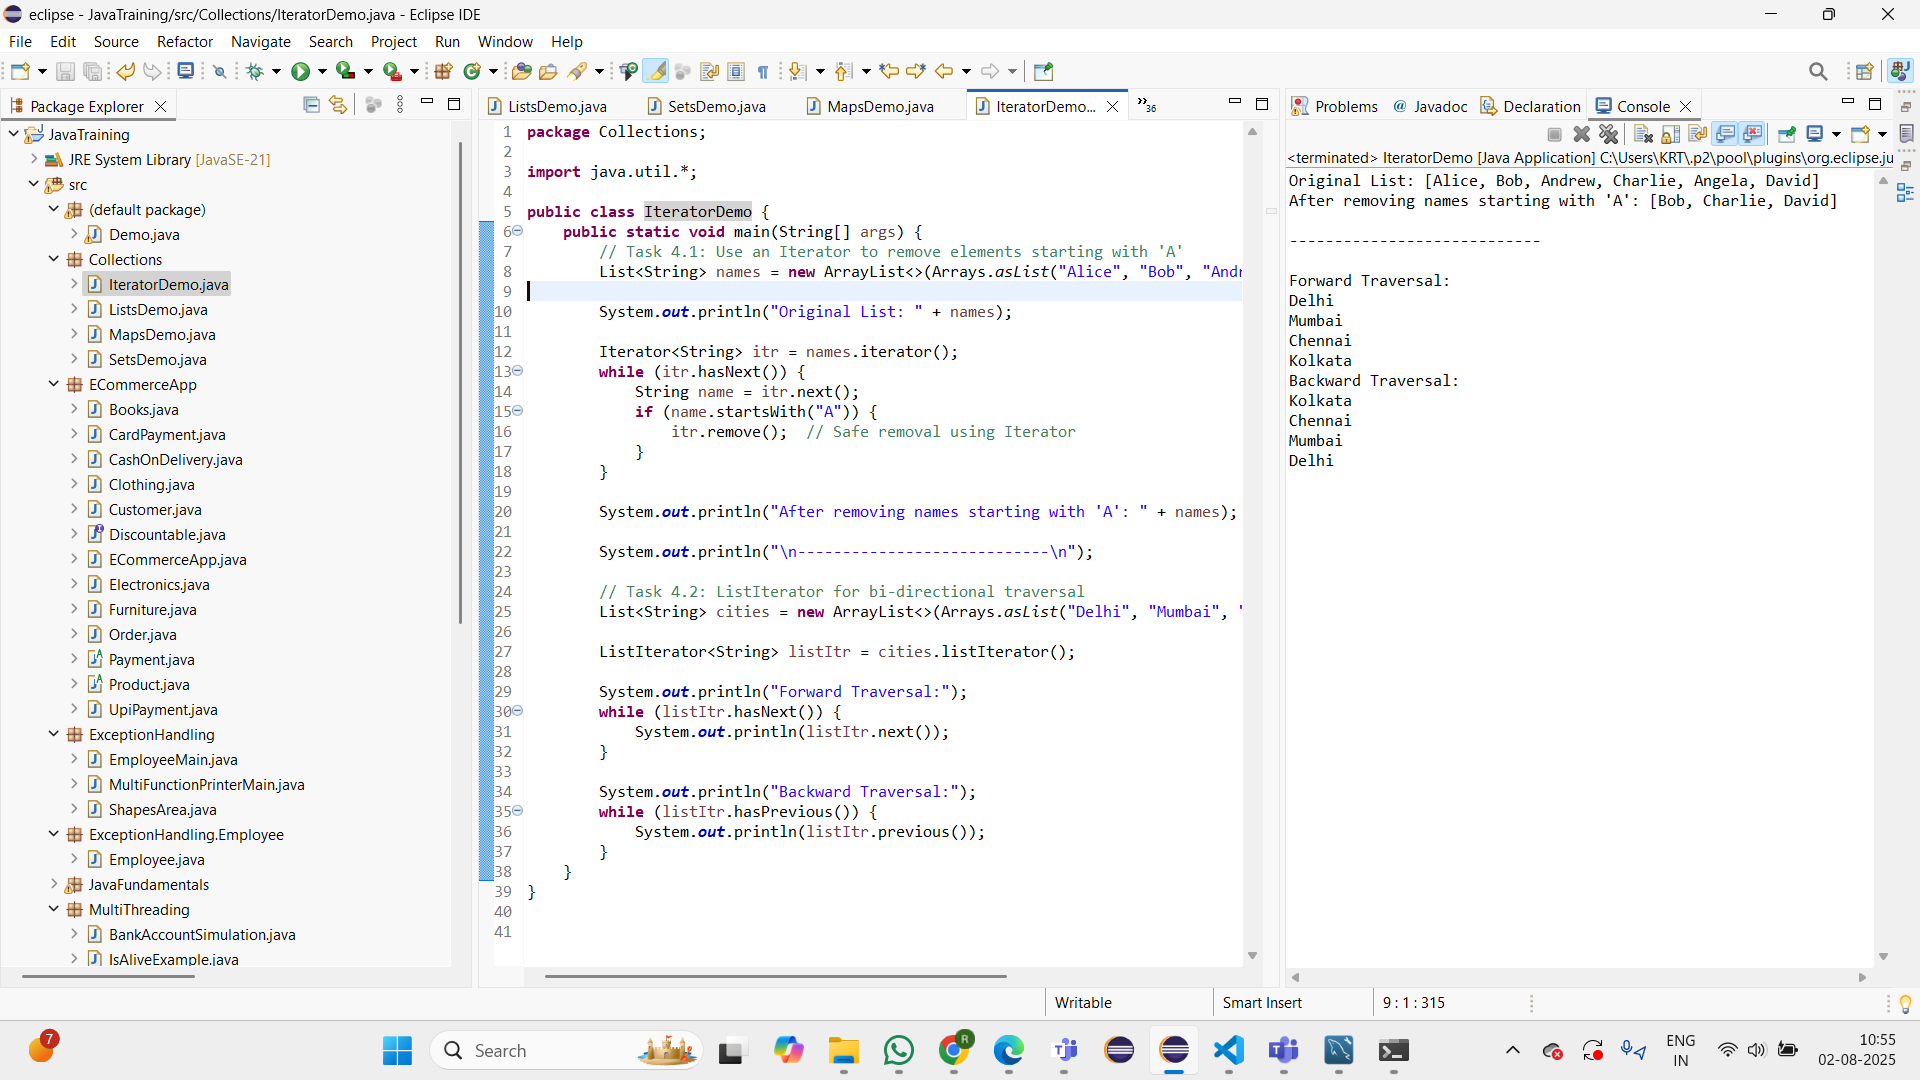 eclipse - JavaTraining/src/Collections/IteratorDemo.java - Eclipse IDE
File Edit Source Refactor Navigate Search Project Run Window Help
Package Explorer
JavaTraining
JRE System Library [JavaSE-21]
src
(default package)
Demo.java
Collections
IteratorDemo.java
ListsDemo.java
MapsDemo.java
SetsDemo.java
ECommerceApp
Books.java
CardPayment.java
CashOnDelivery.java
Clothing.java
Customer.java
Discountable.java
ECommerceApp.java
Electronics.java
Furniture.java
Order.java
Payment.java
Product.java
UpiPayment.java
ExceptionHandling
EmployeeMain.java
MultiFunctionPrinterMain.java
ShapesArea.java
ExceptionHandling.Employee
Employee.java
JavaFundamentals
MultiThreading
BankAccountSimulation.java
IsAliveExample.java
ListsDemo.java SetsDemo.java MapsDemo.java IteratorDemo... »36
1 package Collections;
2
3 import java.util.*;
4
5 public class IteratorDemo {
6 public static void main(String[] args) {
7 // Task 4.1: Use an Iterator to remove elements starting with 'A'
8 List<String> names = new ArrayList<>(Arrays.asList("Alice", "Bob", "Andr
9
10 System.out.println("Original List: " + names);
11
12 Iterator<String> itr = names.iterator();
13 while (itr.hasNext()) {
14 String name = itr.next();
15 if (name.startsWith("A")) {
16 itr.remove(); // Safe removal using Iterator
17 }
18 }
19
20 System.out.println("After removing names starting with 'A': " + names);
21
22 System.out.println("\n----------------------------\n");
23
24 // Task 4.2: ListIterator for bi-directional traversal
25 List<String> cities = new ArrayList<>(Arrays.asList("Delhi", "Mumbai", "
26
27 ListIterator<String> listItr = cities.listIterator();
28
29 System.out.println("Forward Traversal:");
30 while (listItr.hasNext()) {
31 System.out.println(listItr.next());
32 }
33
34 System.out.println("Backward Traversal:");
35 while (listItr.hasPrevious()) {
36 System.out.println(listItr.previous());
37 }
38 }
39 }
40
41
Problems @ Javadoc Declaration Console
<terminated> IteratorDemo [Java Application] C:\Users\KRT\.p2\pool\plugins\org.eclipse.ju
Original List: [Alice, Bob, Andrew, Charlie, Angela, David]
After removing names starting with 'A': [Bob, Charlie, David]
----------------------------
Forward Traversal:
Delhi
Mumbai
Chennai
Kolkata
Backward Traversal:
Kolkata
Chennai
Mumbai
Delhi
Writable Smart Insert 9 : 1 : 315
7
Search
R
ENG
IN
10:55
02-08-2025